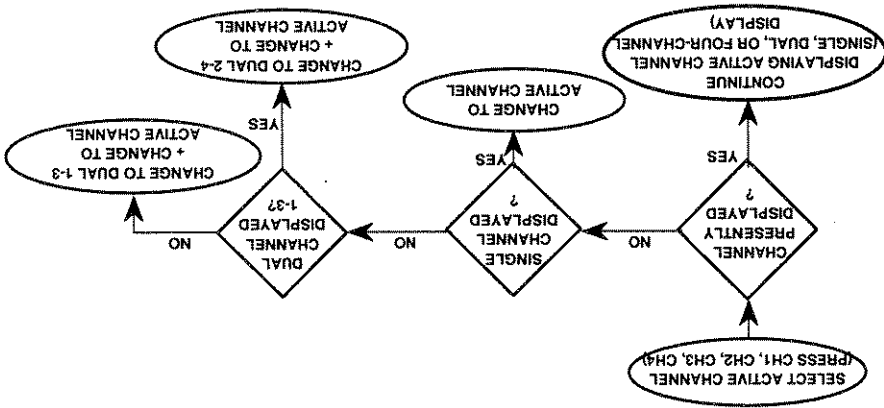 SELECT ACTIVE CHANNEL
(PRESS CH1, CH2, CH3, CH4)
CHANNEL
PRESENTLY
DISPLAYED
?
NO
YES
CONTINUE
DISPLAYING ACTIVE CHANNEL
(SINGLE, DUAL, OR FOUR-CHANNEL
DISPLAY)
SINGLE
CHANNEL
DISPLAYED
?
NO
YES
CHANGE TO
ACTIVE CHANNEL
DUAL
CHANNEL
DISPLAYED
1-3?
NO
YES
CHANGE TO DUAL 2-4
+ CHANGE TO
ACTIVE CHANNEL
CHANGE TO DUAL 1-3
+ CHANGE TO
ACTIVE CHANNEL